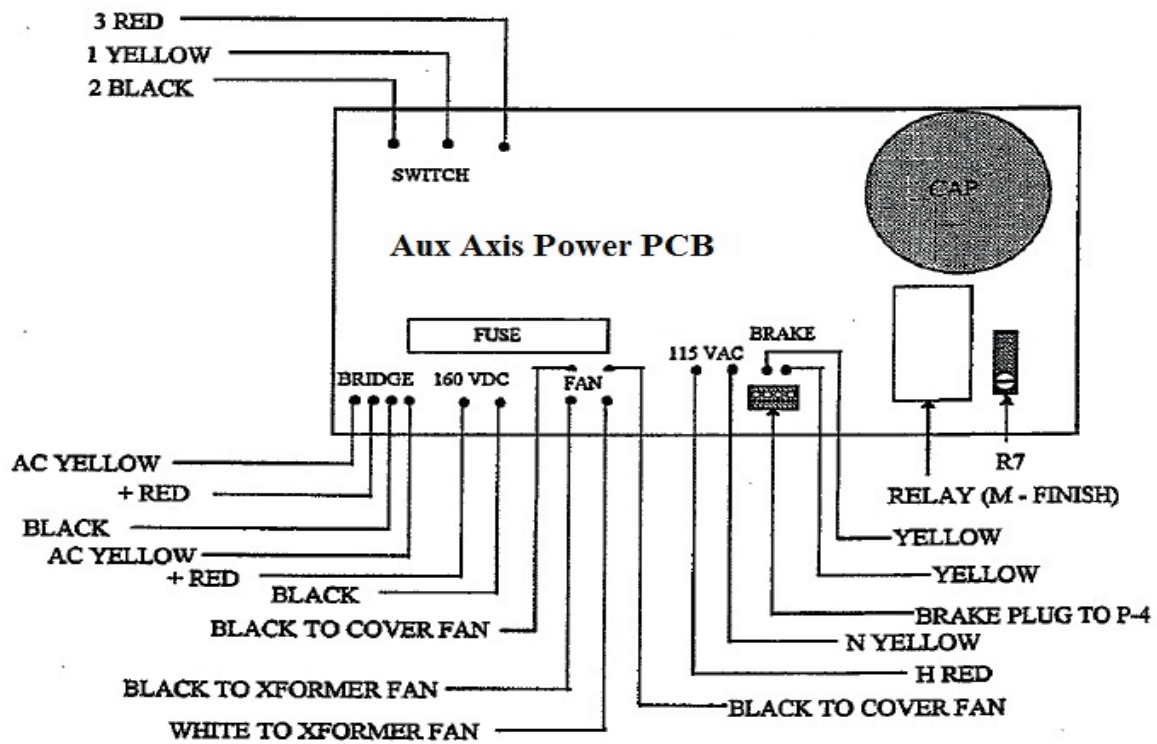 3 RED
1 YELLOW
2 BLACK
SWITCH
CAP
Aux Axis Power PCB
FUSE
BRAKE
115 VAC
BRIDGE
160 VDC
FAN
AC YELLOW
+ RED
BLACK
AC YELLOW
+ RED
BLACK
BLACK TO COVER FAN
BLACK TO XFORMER FAN
WHITE TO XFORMER FAN
R7
RELAY (M - FINISH)
YELLOW
YELLOW
BRAKE PLUG TO P-4
N YELLOW
H RED
BLACK TO COVER FAN